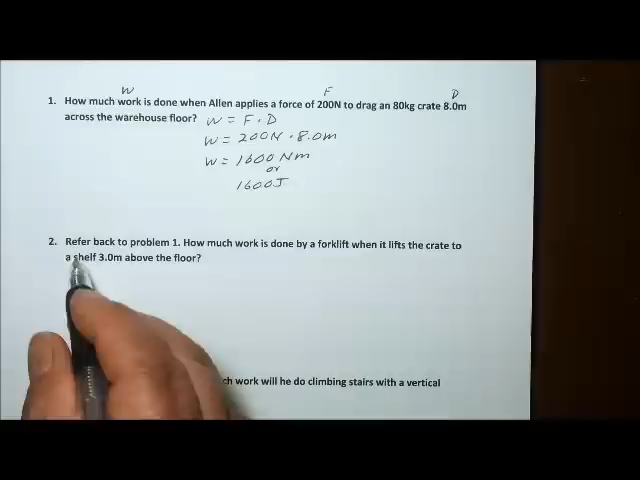 W F D
1. How much work is done when Allen applies a force of 200N to drag an 80kg crate 8.0m
across the warehouse floor? W = F · D
W = 200N · 8.0m
W = 1600 Nm
or
1600J
2. Refer back to problem 1. How much work is done by a forklift when it lifts the crate to
a shelf 3.0m above the floor?
ch work will he do climbing stairs with a vertical